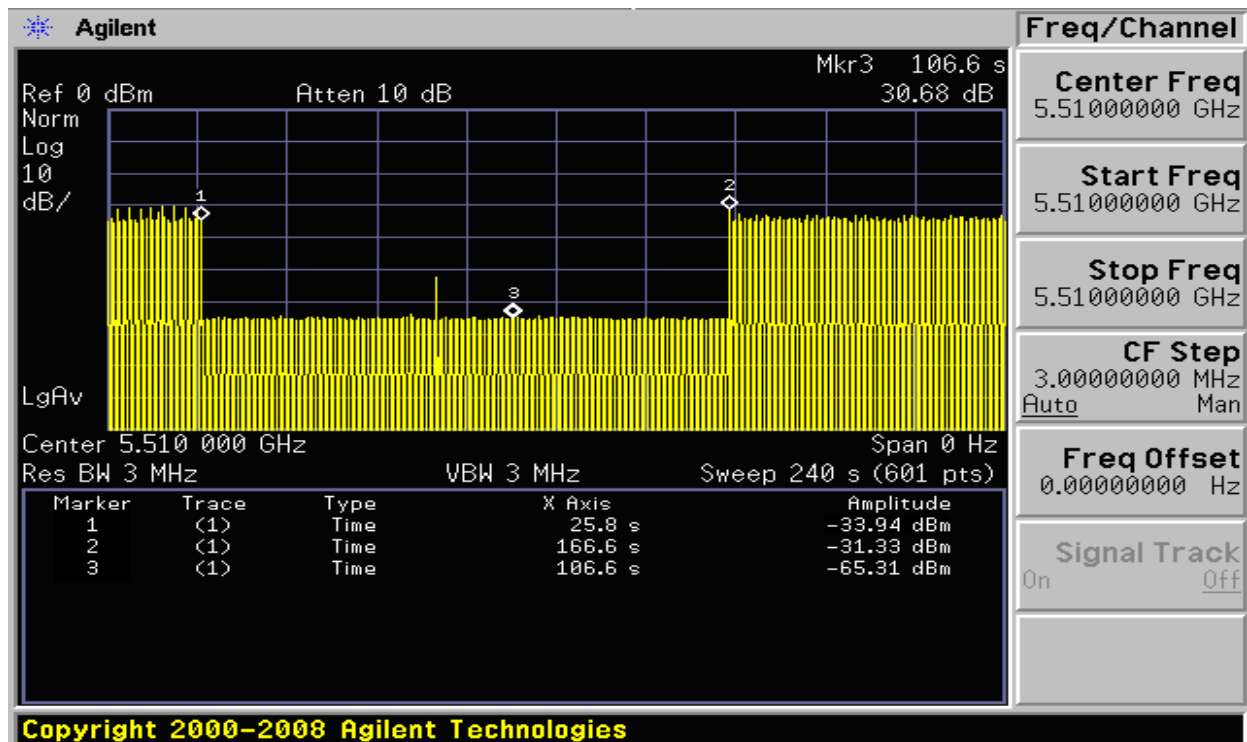 Agilent
Freq/Channel
Mkr3 106.6 s
Ref 0 dBm Atten 10 dB 30.68 dB
Norm
Log
10
dB/
1
2
3
LgAv
Center 5.510 000 GHz Span 0 Hz
Res BW 3 MHz VBW 3 MHz Sweep 240 s (601 pts)
Marker Trace Type X Axis Amplitude
1 (1) Time 25.8 s -33.94 dBm
2 (1) Time 166.6 s -31.33 dBm
3 (1) Time 106.6 s -65.31 dBm
Center Freq
5.51000000 GHz
Start Freq
5.51000000 GHz
Stop Freq
5.51000000 GHz
CF Step
3.00000000 MHz
Auto Man
Freq Offset
0.00000000 Hz
Signal Track
On Off
Copyright 2000-2008 Agilent Technologies